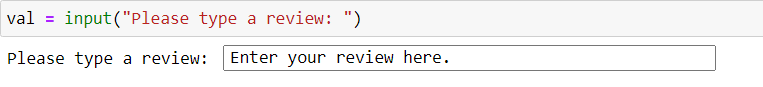 val = input("Please type a review: ")
Please type a review: Enter your review here.